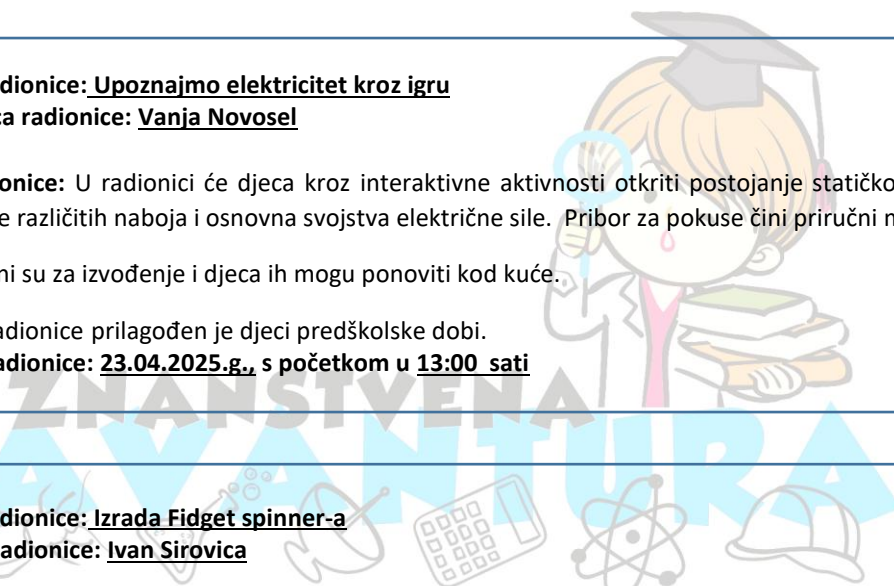 dionice: Upoznajmo elektricitet kroz igru
ca radionice: Vanja Novosel
onice: U radionici će djeca kroz interaktivne aktivnosti otkriti postojanje statičko
e različitih naboja i osnovna svojstva električne sile. Pribor za pokuse čini priručni
ni su za izvođenje i djeca ih mogu ponoviti kod kuće.
adionice prilagođen je djeci predškolske dobi.
adionice: 23.04.2025.g., s početkom u 13:00 sati
ZNANSTVENA
AVANTURA
dionice: Izrada Fidget spinner-a
adionice: Ivan Sirovica